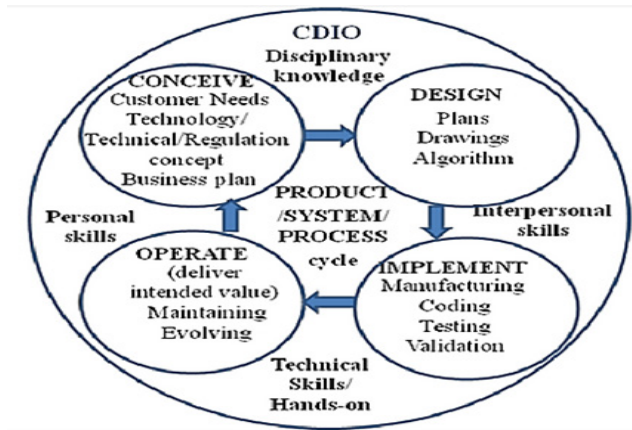 CDIO
Disciplinary
knowledge
CONCEIVE
Customer Needs
Technology/
Technical/Regulation
concept
Business plan
DESIGN
Plans
Drawings
Algorithm
Personal
skills
PRODUCT
/SYSTEM/
PROCESS
cycle
Interpersonal
skills
OPERATE
(deliver
intended value)
Maintaining
Evolving
IMPLEMENT
Manufacturing
Coding
Testing
Validation
Technical
Skills/
Hands-on